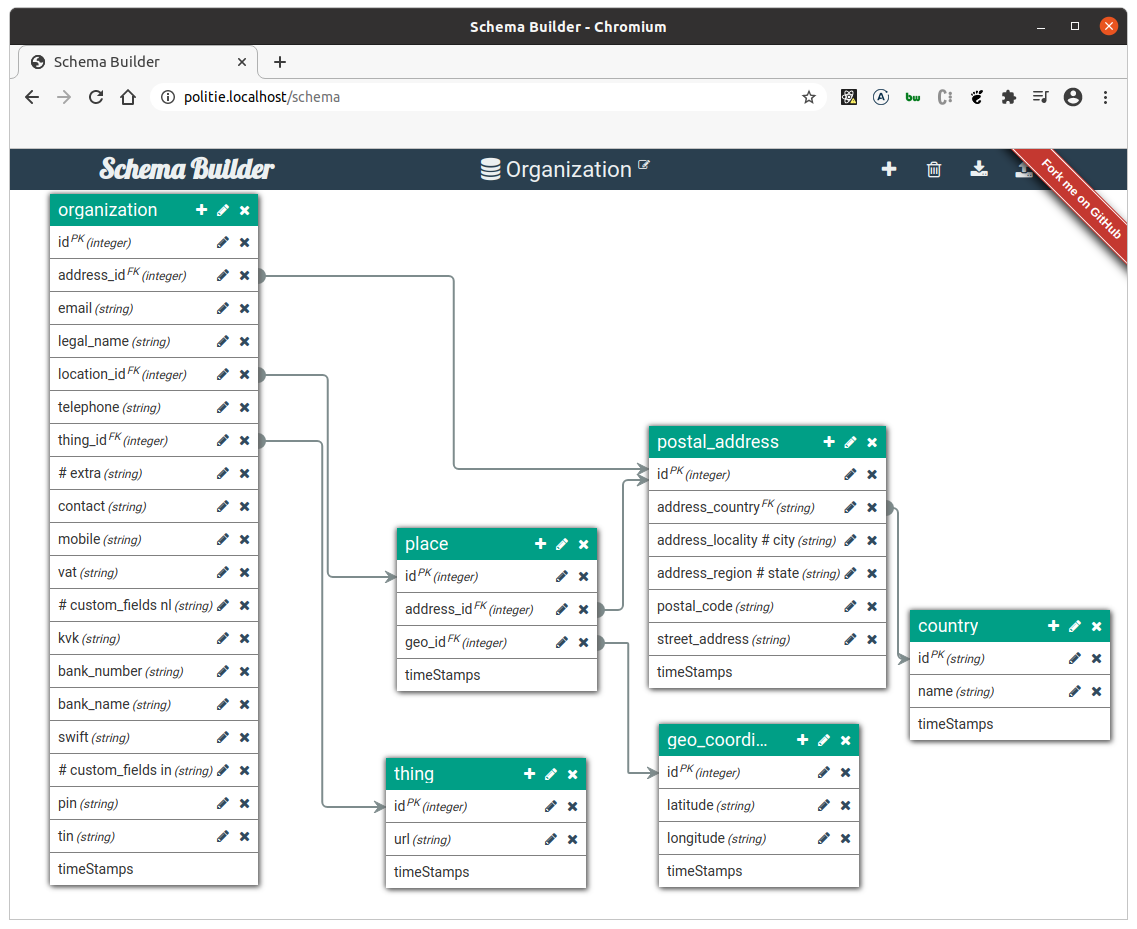 Schema Builder - Chromium
Schema Builder
politie.localhost/schema
Schema Builder
Organization
Fork me on GitHub
organization
id PK (integer)
address_id FK (integer)
email (string)
legal_name (string)
location_id FK (integer)
telephone (string)
thing_id FK (integer)
# extra (string)
contact (string)
mobile (string)
vat (string)
# custom_fields nl (string)
kvk (string)
bank_number (string)
bank_name (string)
swift (string)
# custom_fields in (string)
pin (string)
tin (string)
timeStamps
place
id PK (integer)
address_id FK (integer)
geo_id FK (integer)
timeStamps
thing
id PK (integer)
url (string)
timeStamps
postal_address
id PK (integer)
address_country FK (string)
address_locality # city (string)
address_region # state (string)
postal_code (string)
street_address (string)
timeStamps
geo_coordi...
id PK (integer)
latitude (string)
longitude (string)
timeStamps
country
id PK (string)
name (string)
timeStamps